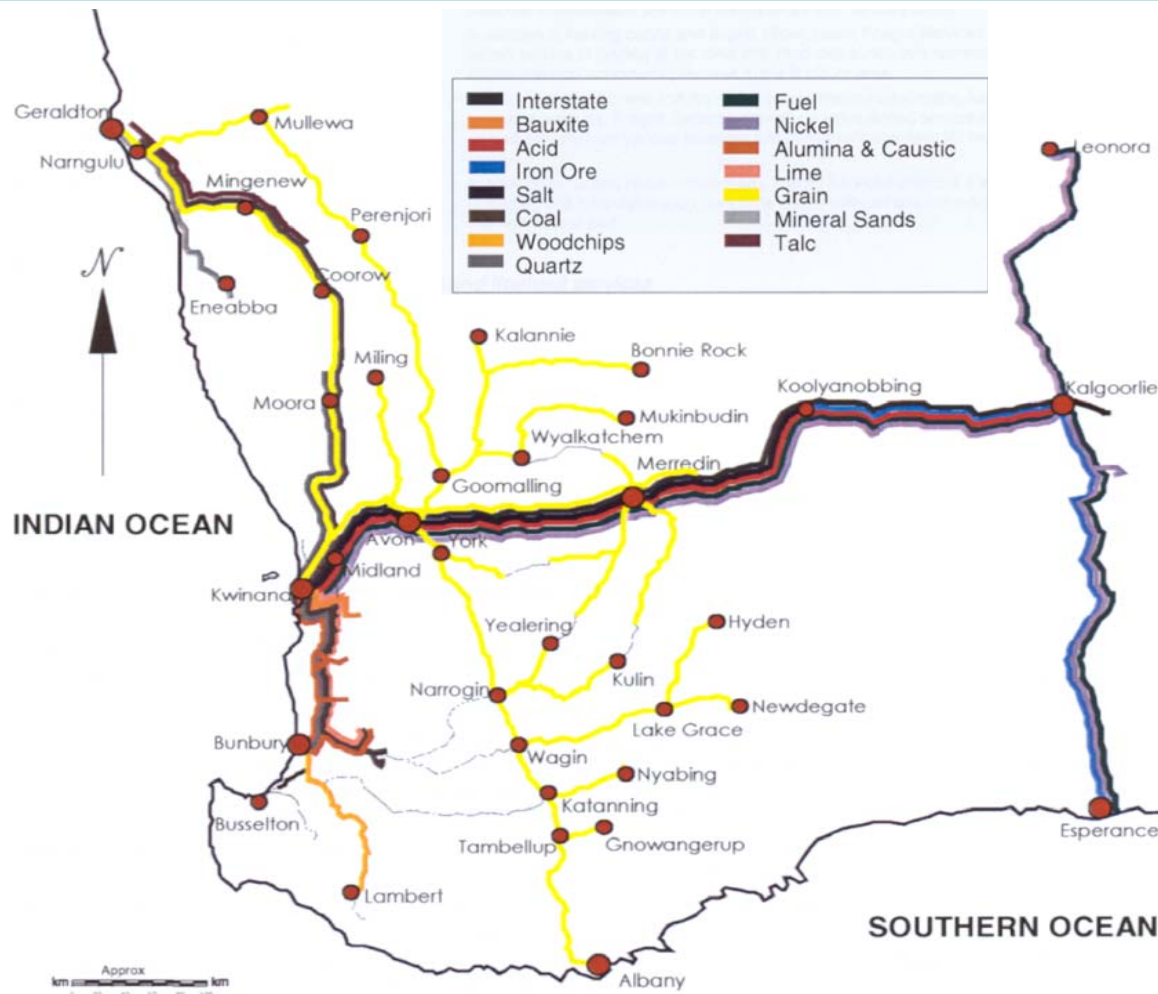 Interstate
Bauxite
Acid
Iron Ore
Salt
Coal
Woodchips
Quartz
Fuel
Nickel
Alumina & Caustic
Lime
Grain
Mineral Sands
Talc
Geraldton
Mullewa
Narngulu
Mingenew
Perenjori
N
Coorow
Eneabba
Leonora
Kalannie
Miling
Bonnie Rock
Koolyanobbing
Kalgoorlie
Moora
Mukinbudin
Wyalkatchem
Merredin
Goomalling
INDIAN OCEAN
Avon
York
Midland
Kwinana
Yealering
Hyden
Kulin
Narrogin
Newdegate
Lake Grace
Bunbury
Wagin
Nyabing
Katanning
Busselton
Tambellup
Gnowangerup
Esperance
Lambert
SOUTHERN OCEAN
Albany
Approx
km km